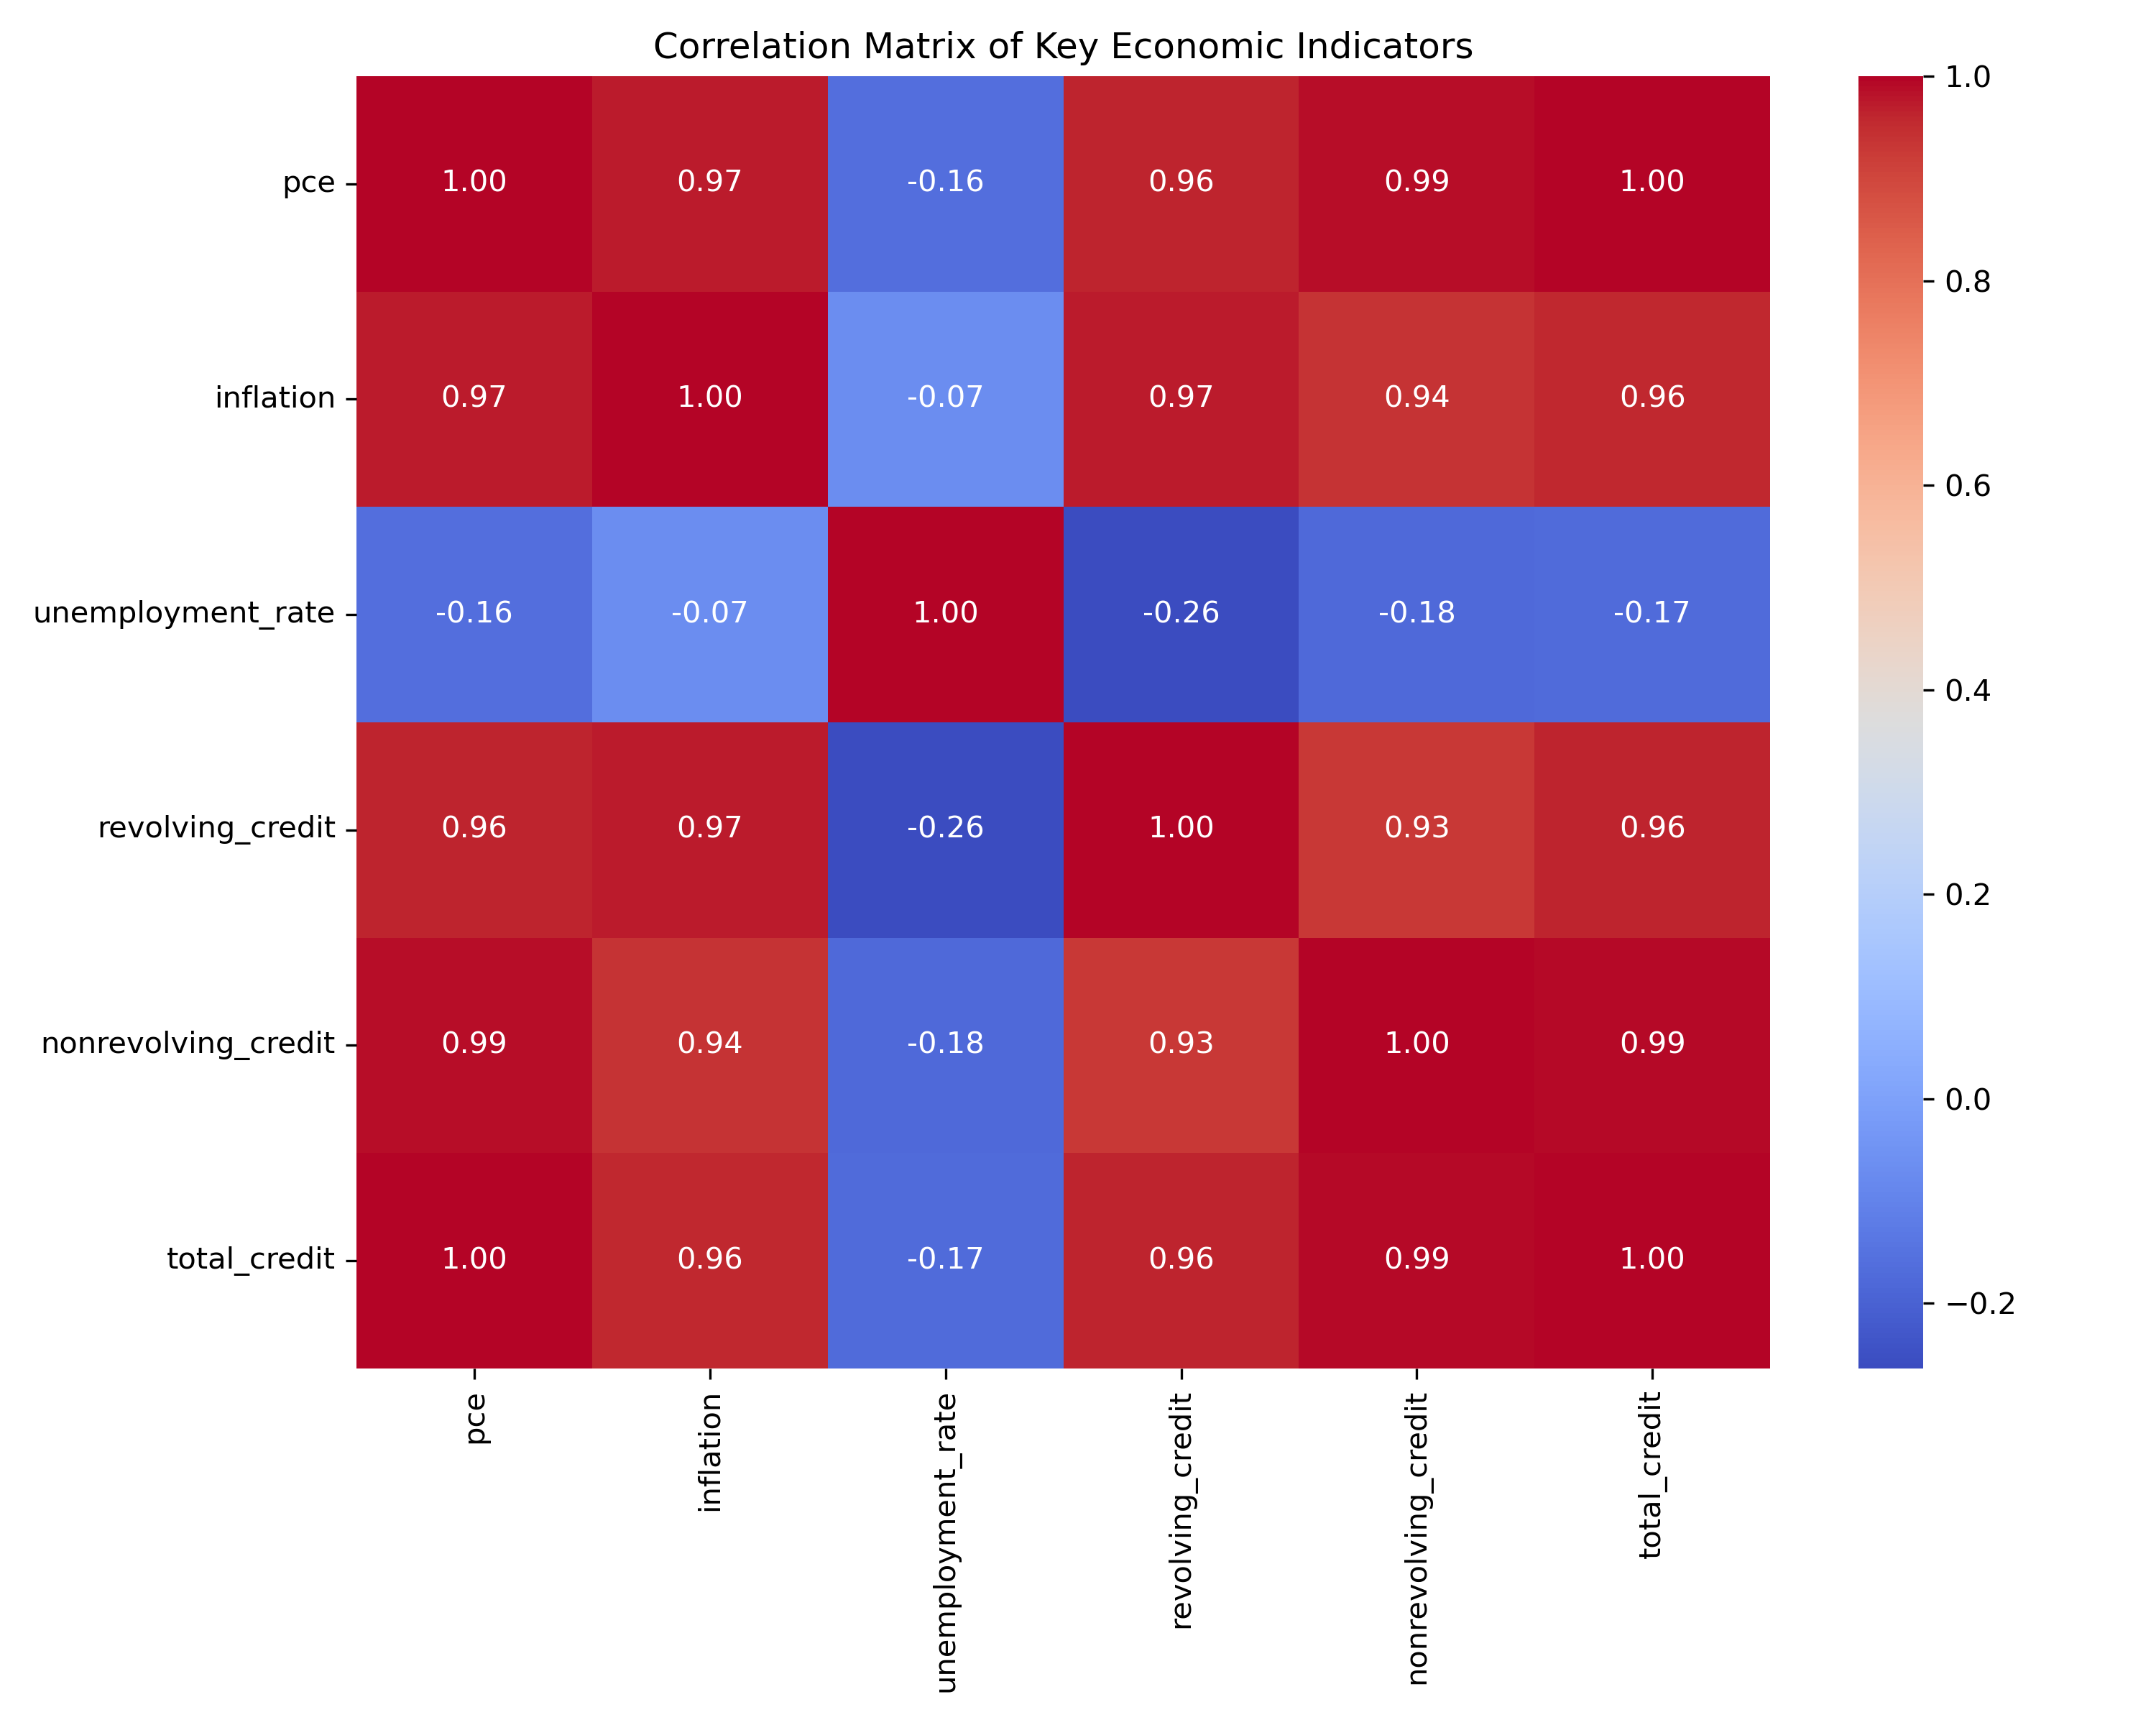 Correlation Matrix of Key Economic Indicators
pce 1.00 0.97 -0.16 0.96 0.99 1.00
inflation 0.97 1.00 -0.07 0.97 0.94 0.96
unemployment_rate -0.16 -0.07 1.00 -0.26 -0.18 -0.17
revolving_credit 0.96 0.97 -0.26 1.00 0.93 0.96
nonrevolving_credit 0.99 0.94 -0.18 0.93 1.00 0.99
total_credit 1.00 0.96 -0.17 0.96 0.99 1.00
pce
inflation
unemployment_rate
revolving_credit
nonrevolving_credit
total_credit
1.0
0.8
0.6
0.4
0.2
0.0
−0.2